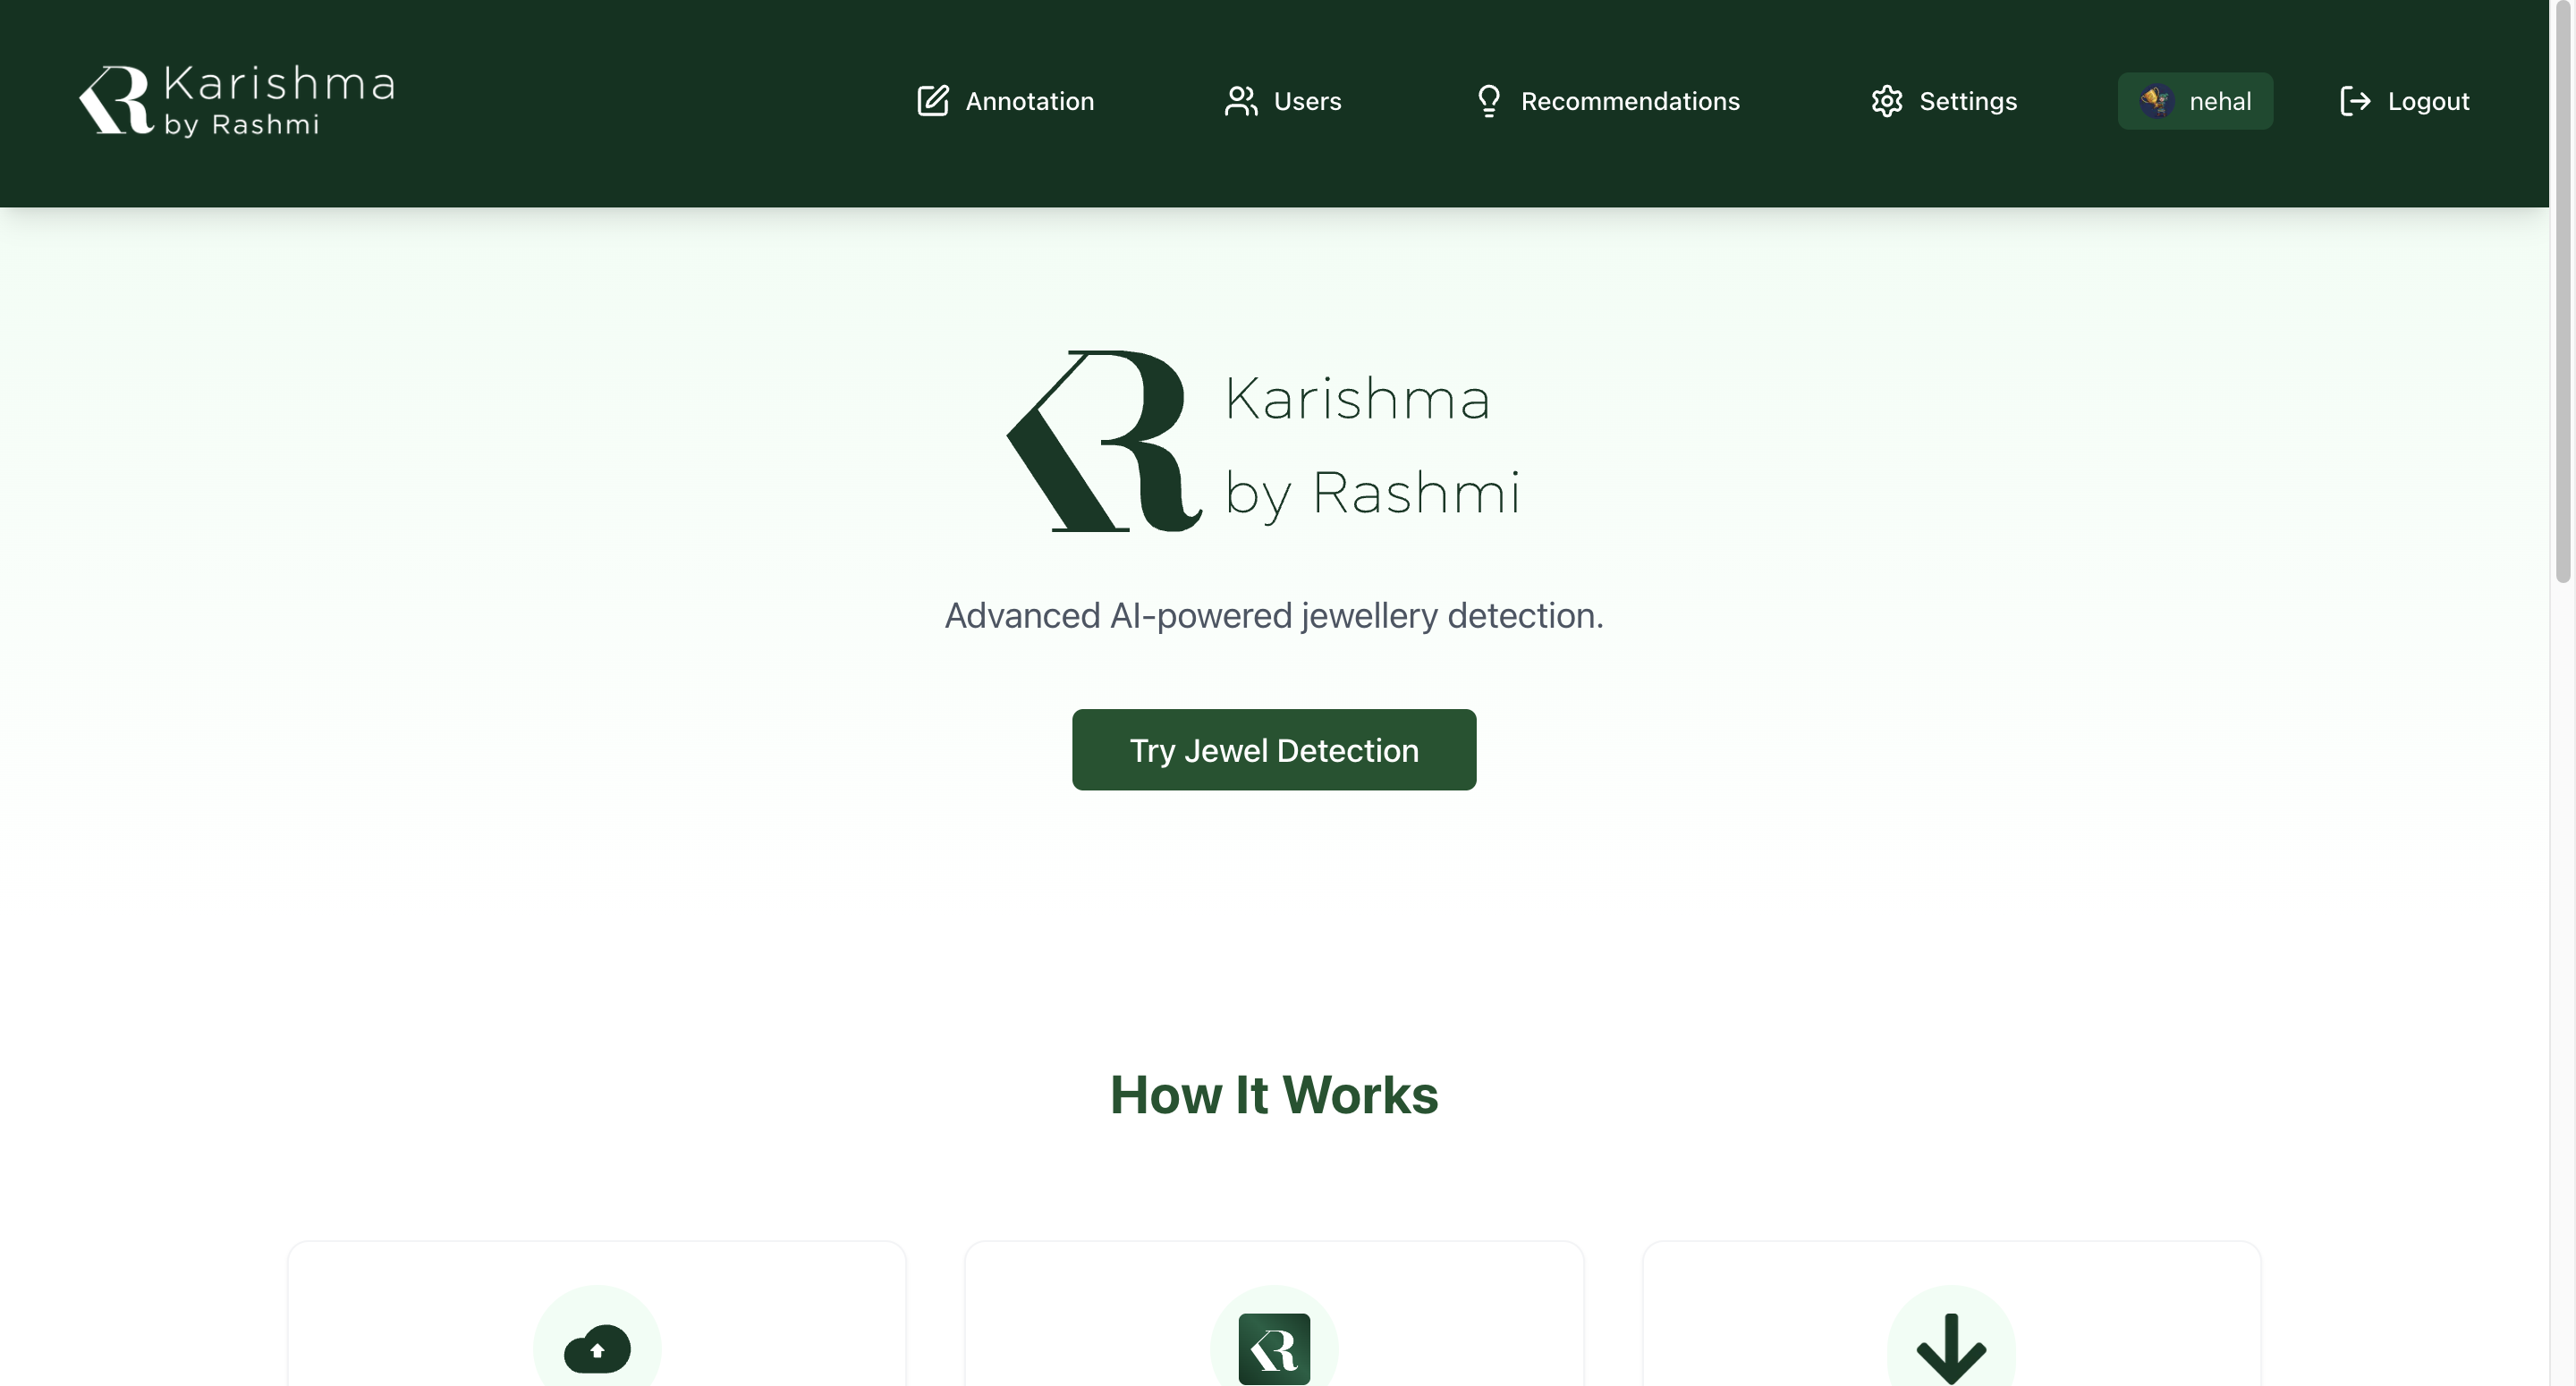 Karishma
by Rashmi
Annotation
Users
Recommendations
Settings
nehal
Logout
Karishma
by Rashmi
Advanced AI-powered jewellery detection.
Try Jewel Detection
How It Works